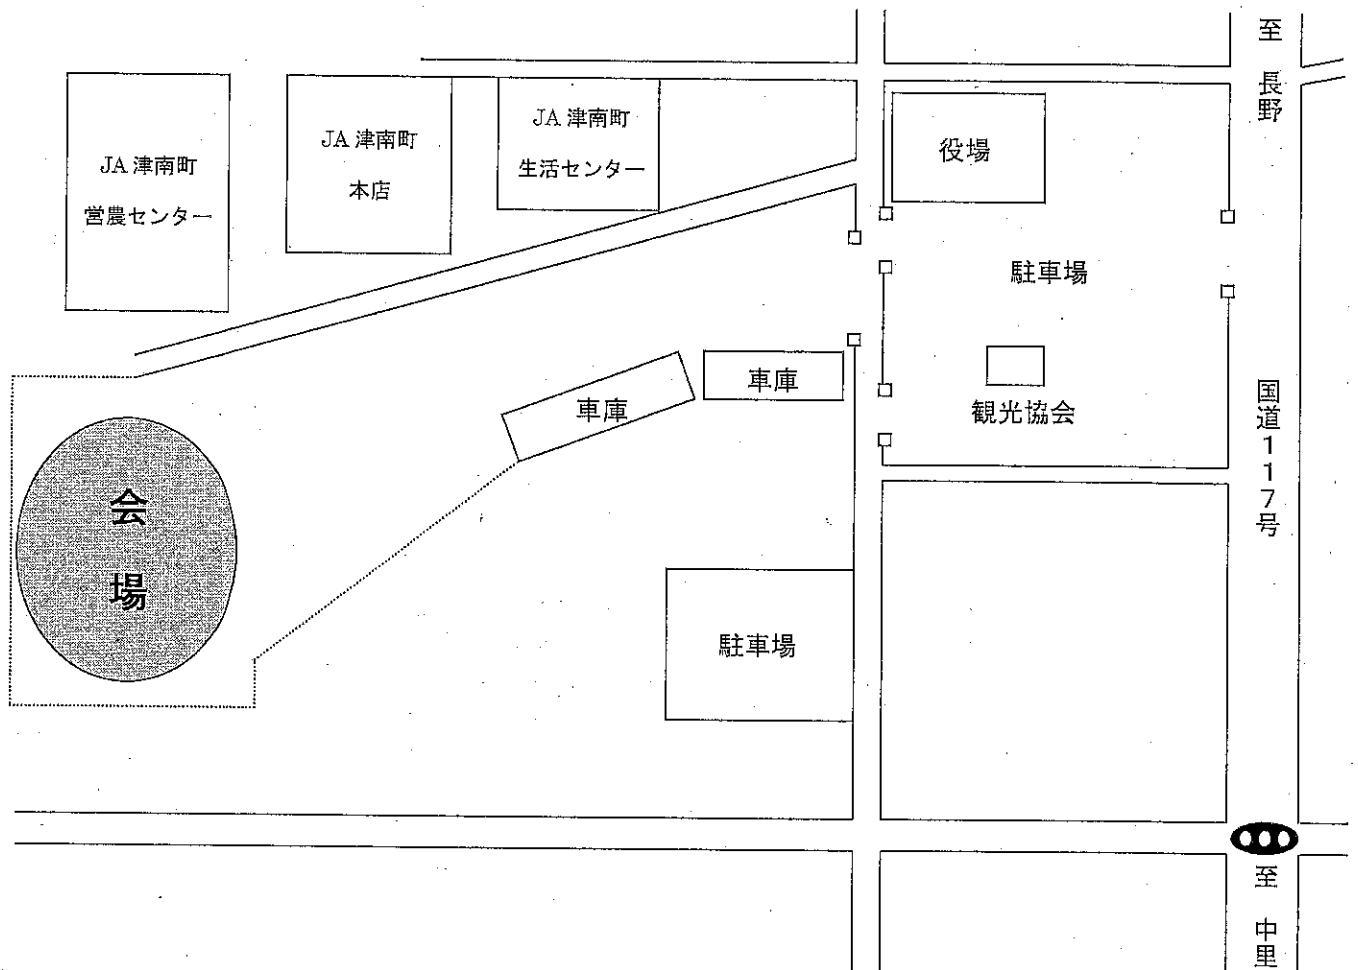 至 長野
JA 津南町
生活センター
JA 津南町
本店
JA 津南町
営農センター
役場
駐車場
車庫
車庫
観光協会
国道117号
会場
駐車場
至 中里